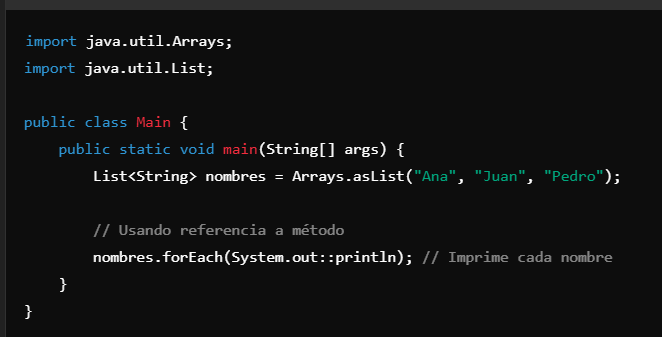 import java.util.Arrays;
import java.util.List;
public class Main {
    public static void main(String[] args) {
        List<String> nombres = Arrays.asList("Ana", "Juan", "Pedro");
        // Usando referencia a método
        nombres.forEach(System.out::println); // Imprime cada nombre
    }
}